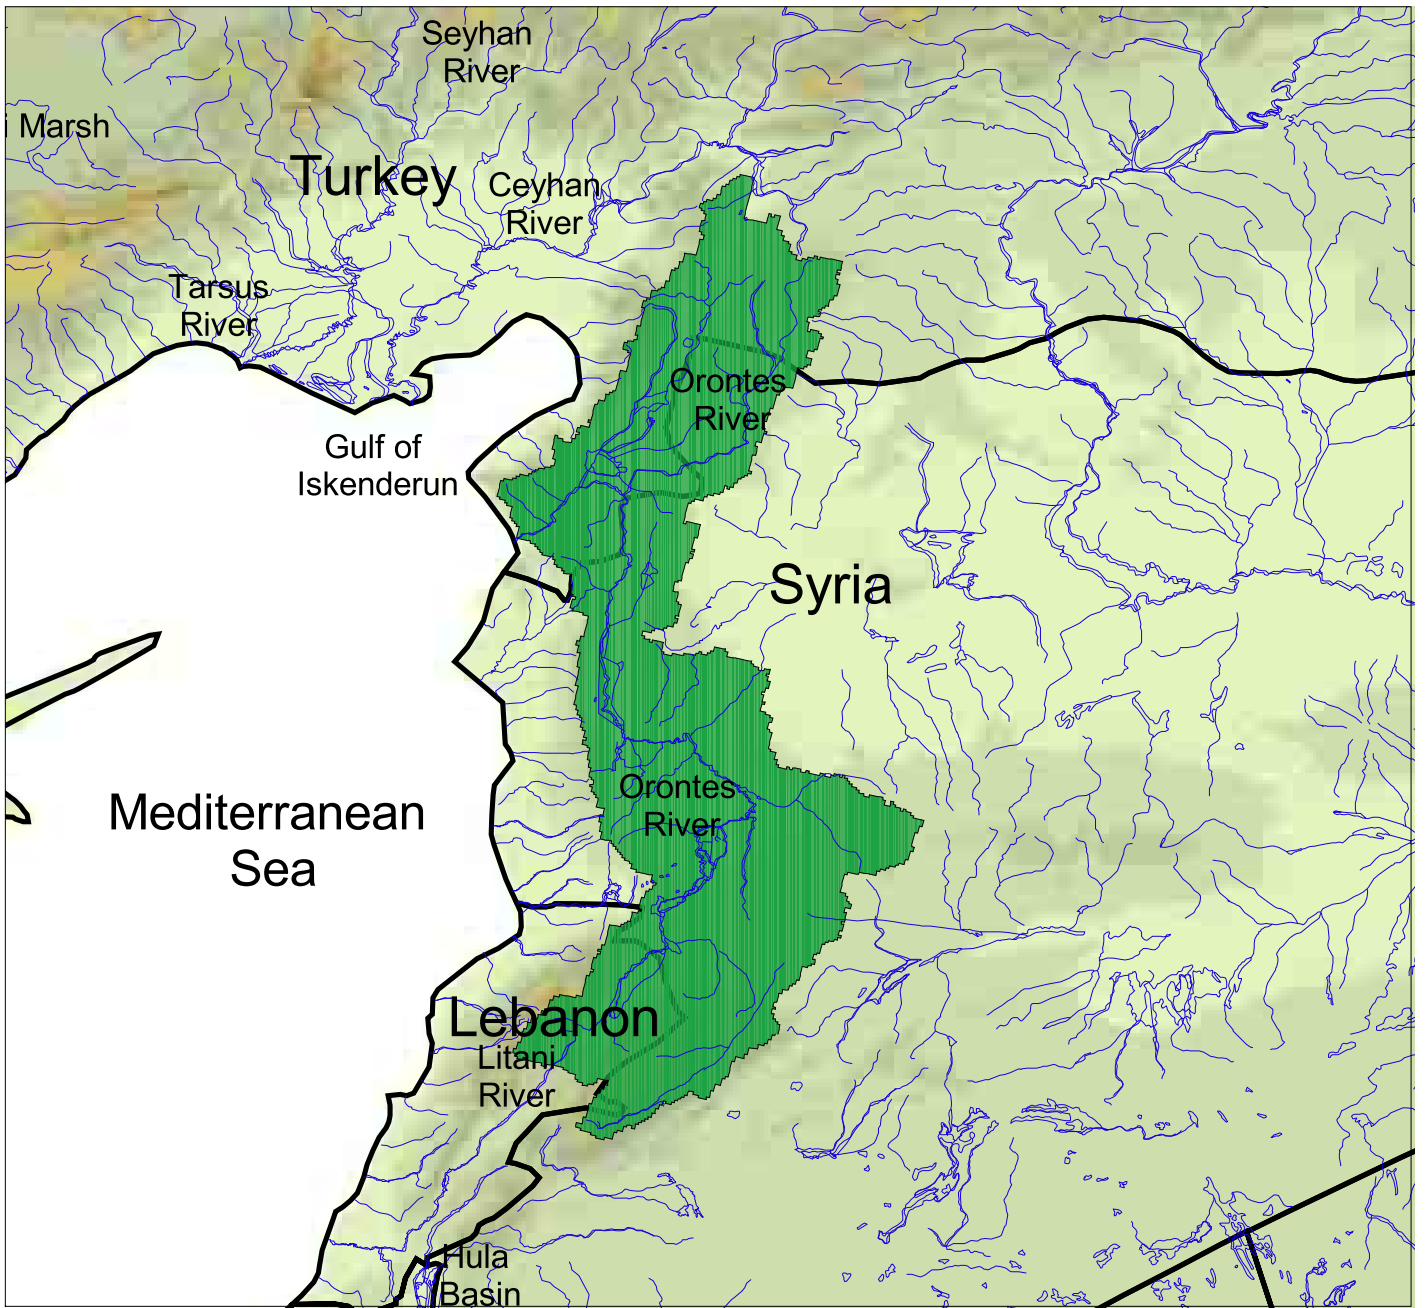 Seyhan
River
i Marsh
Turkey
Ceyhan
River
Tarsus
River
Orontes
River
Gulf of
Iskenderun
Syria
Orontes
River
Mediterranean
Sea
Lebanon
Litani
River
Hula
Basin